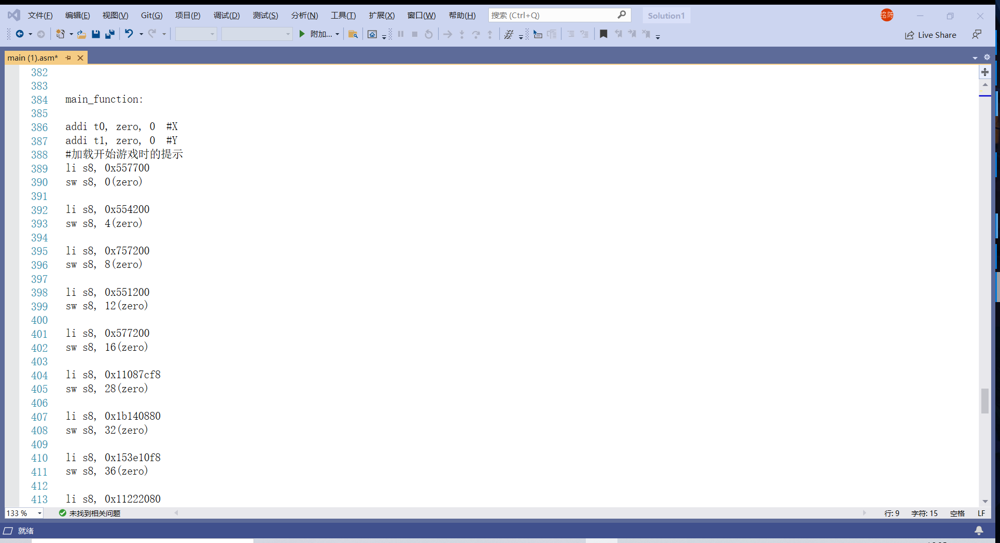 文件(F) 编辑(E) 视图(V) Git(G) 项目(P) 调试(D) 测试(S) 分析(N) 工具(T) 扩展(X) 窗口(W) 帮助(H) 搜索 (Ctrl+Q) Solution1 铭陈
附加... Live Share
main (1).asm*
382
383
384 main_function:
385
386 addi t0, zero, 0 #X
387 addi t1, zero, 0 #Y
388 #加载开始游戏时的提示
389 li s8, 0x557700
390 sw s8, 0(zero)
391
392 li s8, 0x554200
393 sw s8, 4(zero)
394
395 li s8, 0x757200
396 sw s8, 8(zero)
397
398 li s8, 0x551200
399 sw s8, 12(zero)
400
401 li s8, 0x577200
402 sw s8, 16(zero)
403
404 li s8, 0x11087cf8
405 sw s8, 28(zero)
406
407 li s8, 0x1b140880
408 sw s8, 32(zero)
409
410 li s8, 0x153e10f8
411 sw s8, 36(zero)
412
413 li s8, 0x11222080
133 % 未找到相关问题 行: 9 字符: 15 空格 LF
就绪